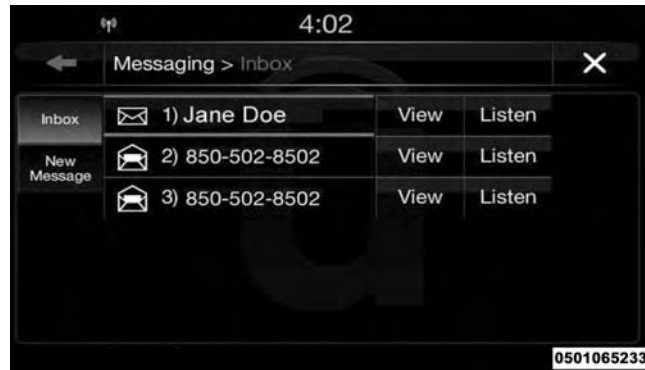 4:02
Messaging > Inbox
Inbox
1) Jane Doe View Listen
New Message
2) 850-502-8502 View Listen
3) 850-502-8502 View Listen
0501065233